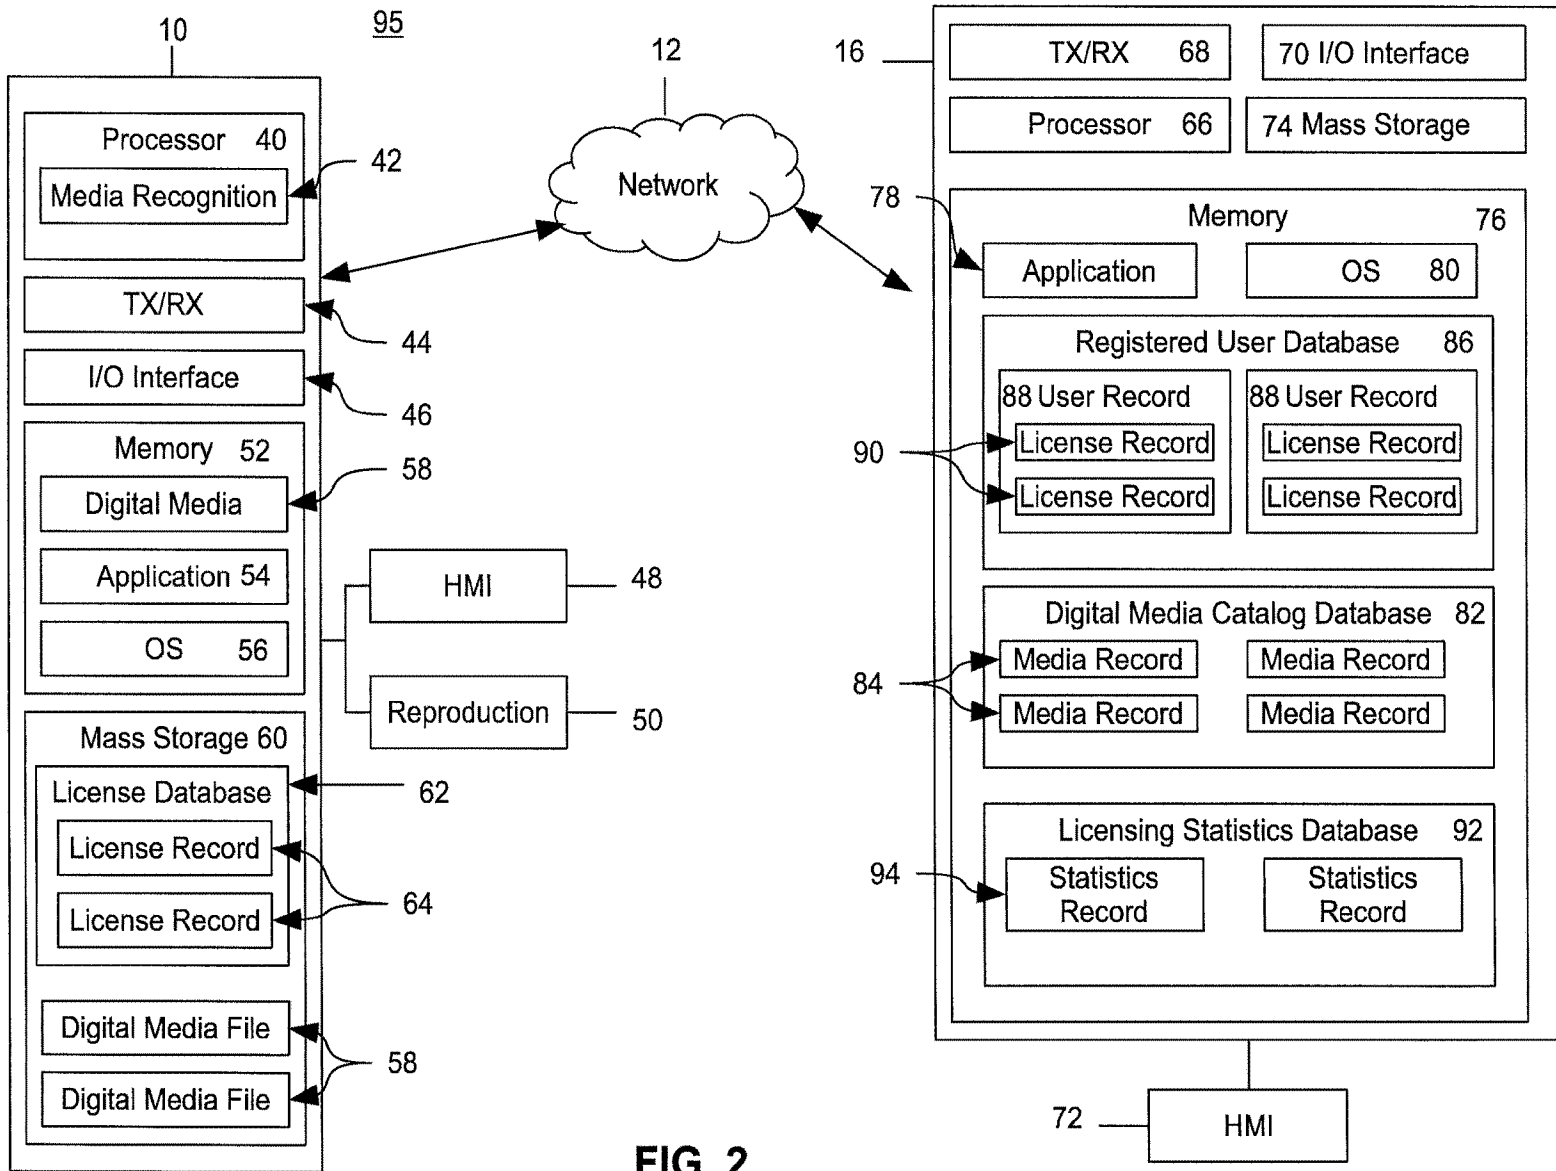 10
95
12
16
TX/RX 68
70 I/O Interface
Processor 66
74 Mass Storage
Processor 40
Media Recognition
42
TX/RX
44
I/O Interface
46
Memory 52
58
Digital Media
Application 54
OS 56
Mass Storage 60
License Database
62
License Record
License Record
64
Digital Media File
Digital Media File
58
Network
HMI
48
Reproduction
50
Memory 76
78
Application
OS 80
Registered User Database 86
88 User Record
88 User Record
90
License Record
License Record
License Record
License Record
Digital Media Catalog Database 82
84
Media Record
Media Record
Media Record
Media Record
Licensing Statistics Database 92
94
Statistics
Record
Statistics
Record
72
HMI
FIG. 2